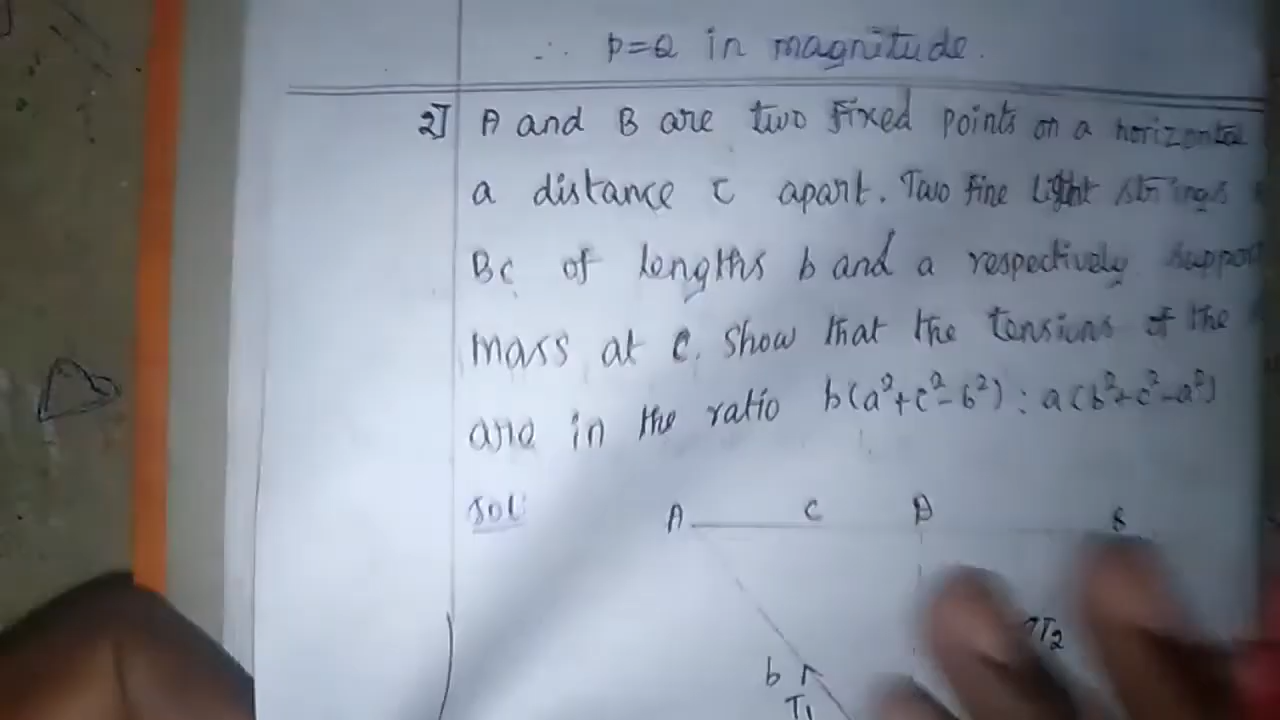 ∴ p=Q in magnitude.
2] A and B are two fixed points on a horizontal
a distance c apart. Two fine light strings
BC of lengths b and a respectively suppor
mass at C. Show that the tensions of the
are in the ratio b(a²+c²-b²) : a(b²+c²-a²)
Sol:
A C D B
T2
b
T1